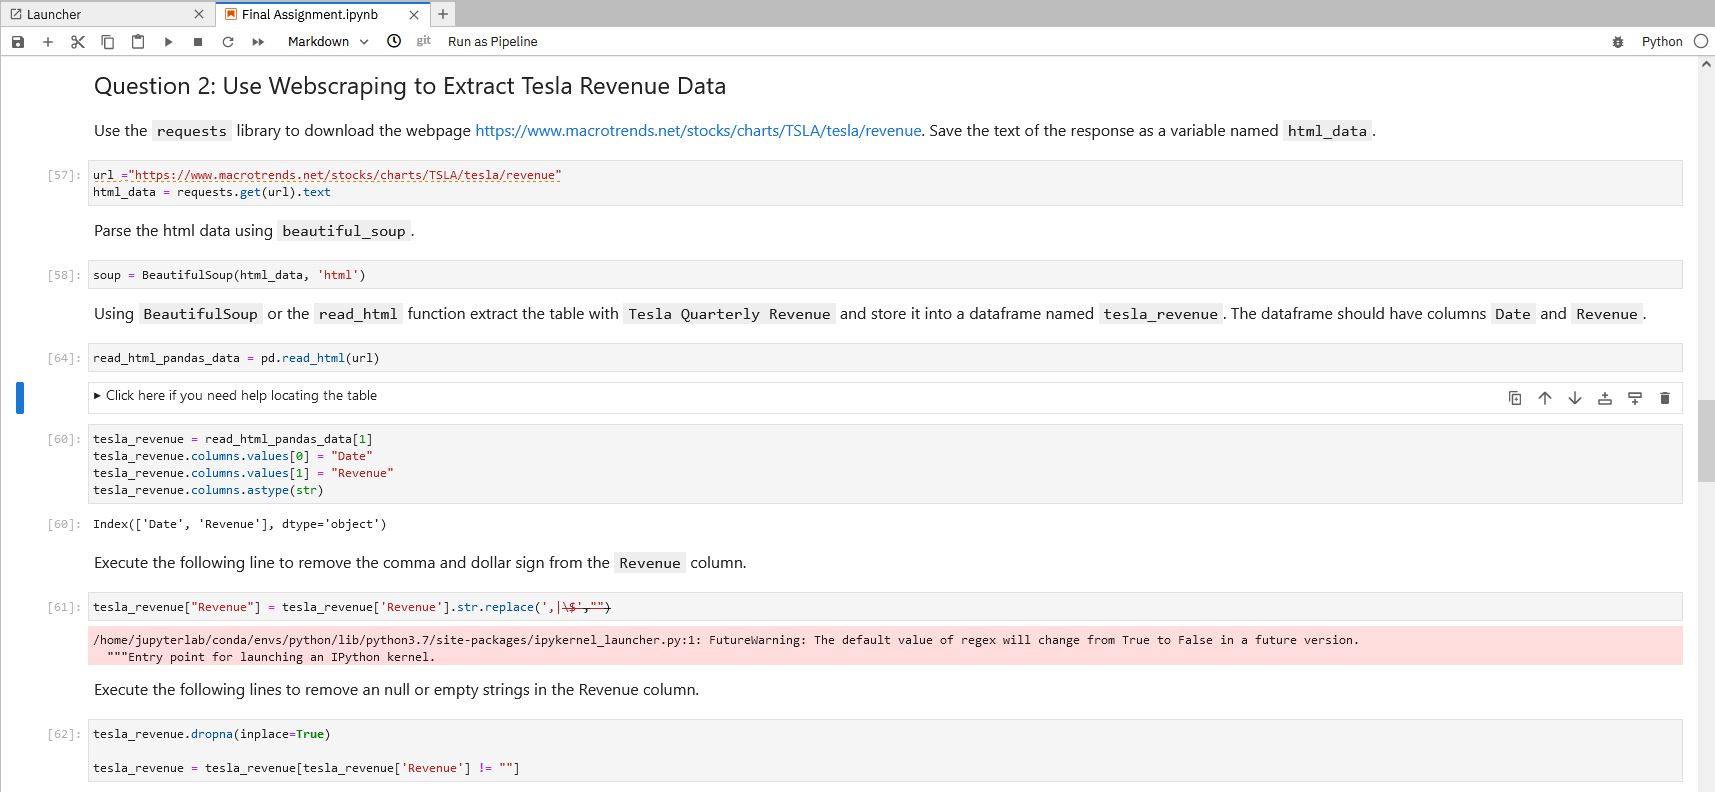 Launcher
Final Assignment.ipynb
Markdown
git
Run as Pipeline
Python
Question 2: Use Webscraping to Extract Tesla Revenue Data
Use the requests library to download the webpage https://www.macrotrends.net/stocks/charts/TSLA/tesla/revenue. Save the text of the response as a variable named html_data.
[57]: url ="https://www.macrotrends.net/stocks/charts/TSLA/tesla/revenue"
html_data = requests.get(url).text
Parse the html data using beautiful_soup.
[58]: soup = BeautifulSoup(html_data, 'html')
Using BeautifulSoup or the read_html function extract the table with Tesla Quarterly Revenue and store it into a dataframe named tesla_revenue. The dataframe should have columns Date and Revenue.
[64]: read_html_pandas_data = pd.read_html(url)
Click here if you need help locating the table
[60]: tesla_revenue = read_html_pandas_data[1]
tesla_revenue.columns.values[0] = "Date"
tesla_revenue.columns.values[1] = "Revenue"
tesla_revenue.columns.astype(str)
[60]: Index(['Date', 'Revenue'], dtype='object')
Execute the following line to remove the comma and dollar sign from the Revenue column.
[61]: tesla_revenue["Revenue"] = tesla_revenue['Revenue'].str.replace(',|\$',"")
/home/jupyterlab/conda/envs/python/lib/python3.7/site-packages/ipykernel_launcher.py:1: FutureWarning: The default value of regex will change from True to False in a future version.
"""Entry point for launching an IPython kernel.
Execute the following lines to remove an null or empty strings in the Revenue column.
[62]: tesla_revenue.dropna(inplace=True)
tesla_revenue = tesla_revenue[tesla_revenue['Revenue'] != ""]